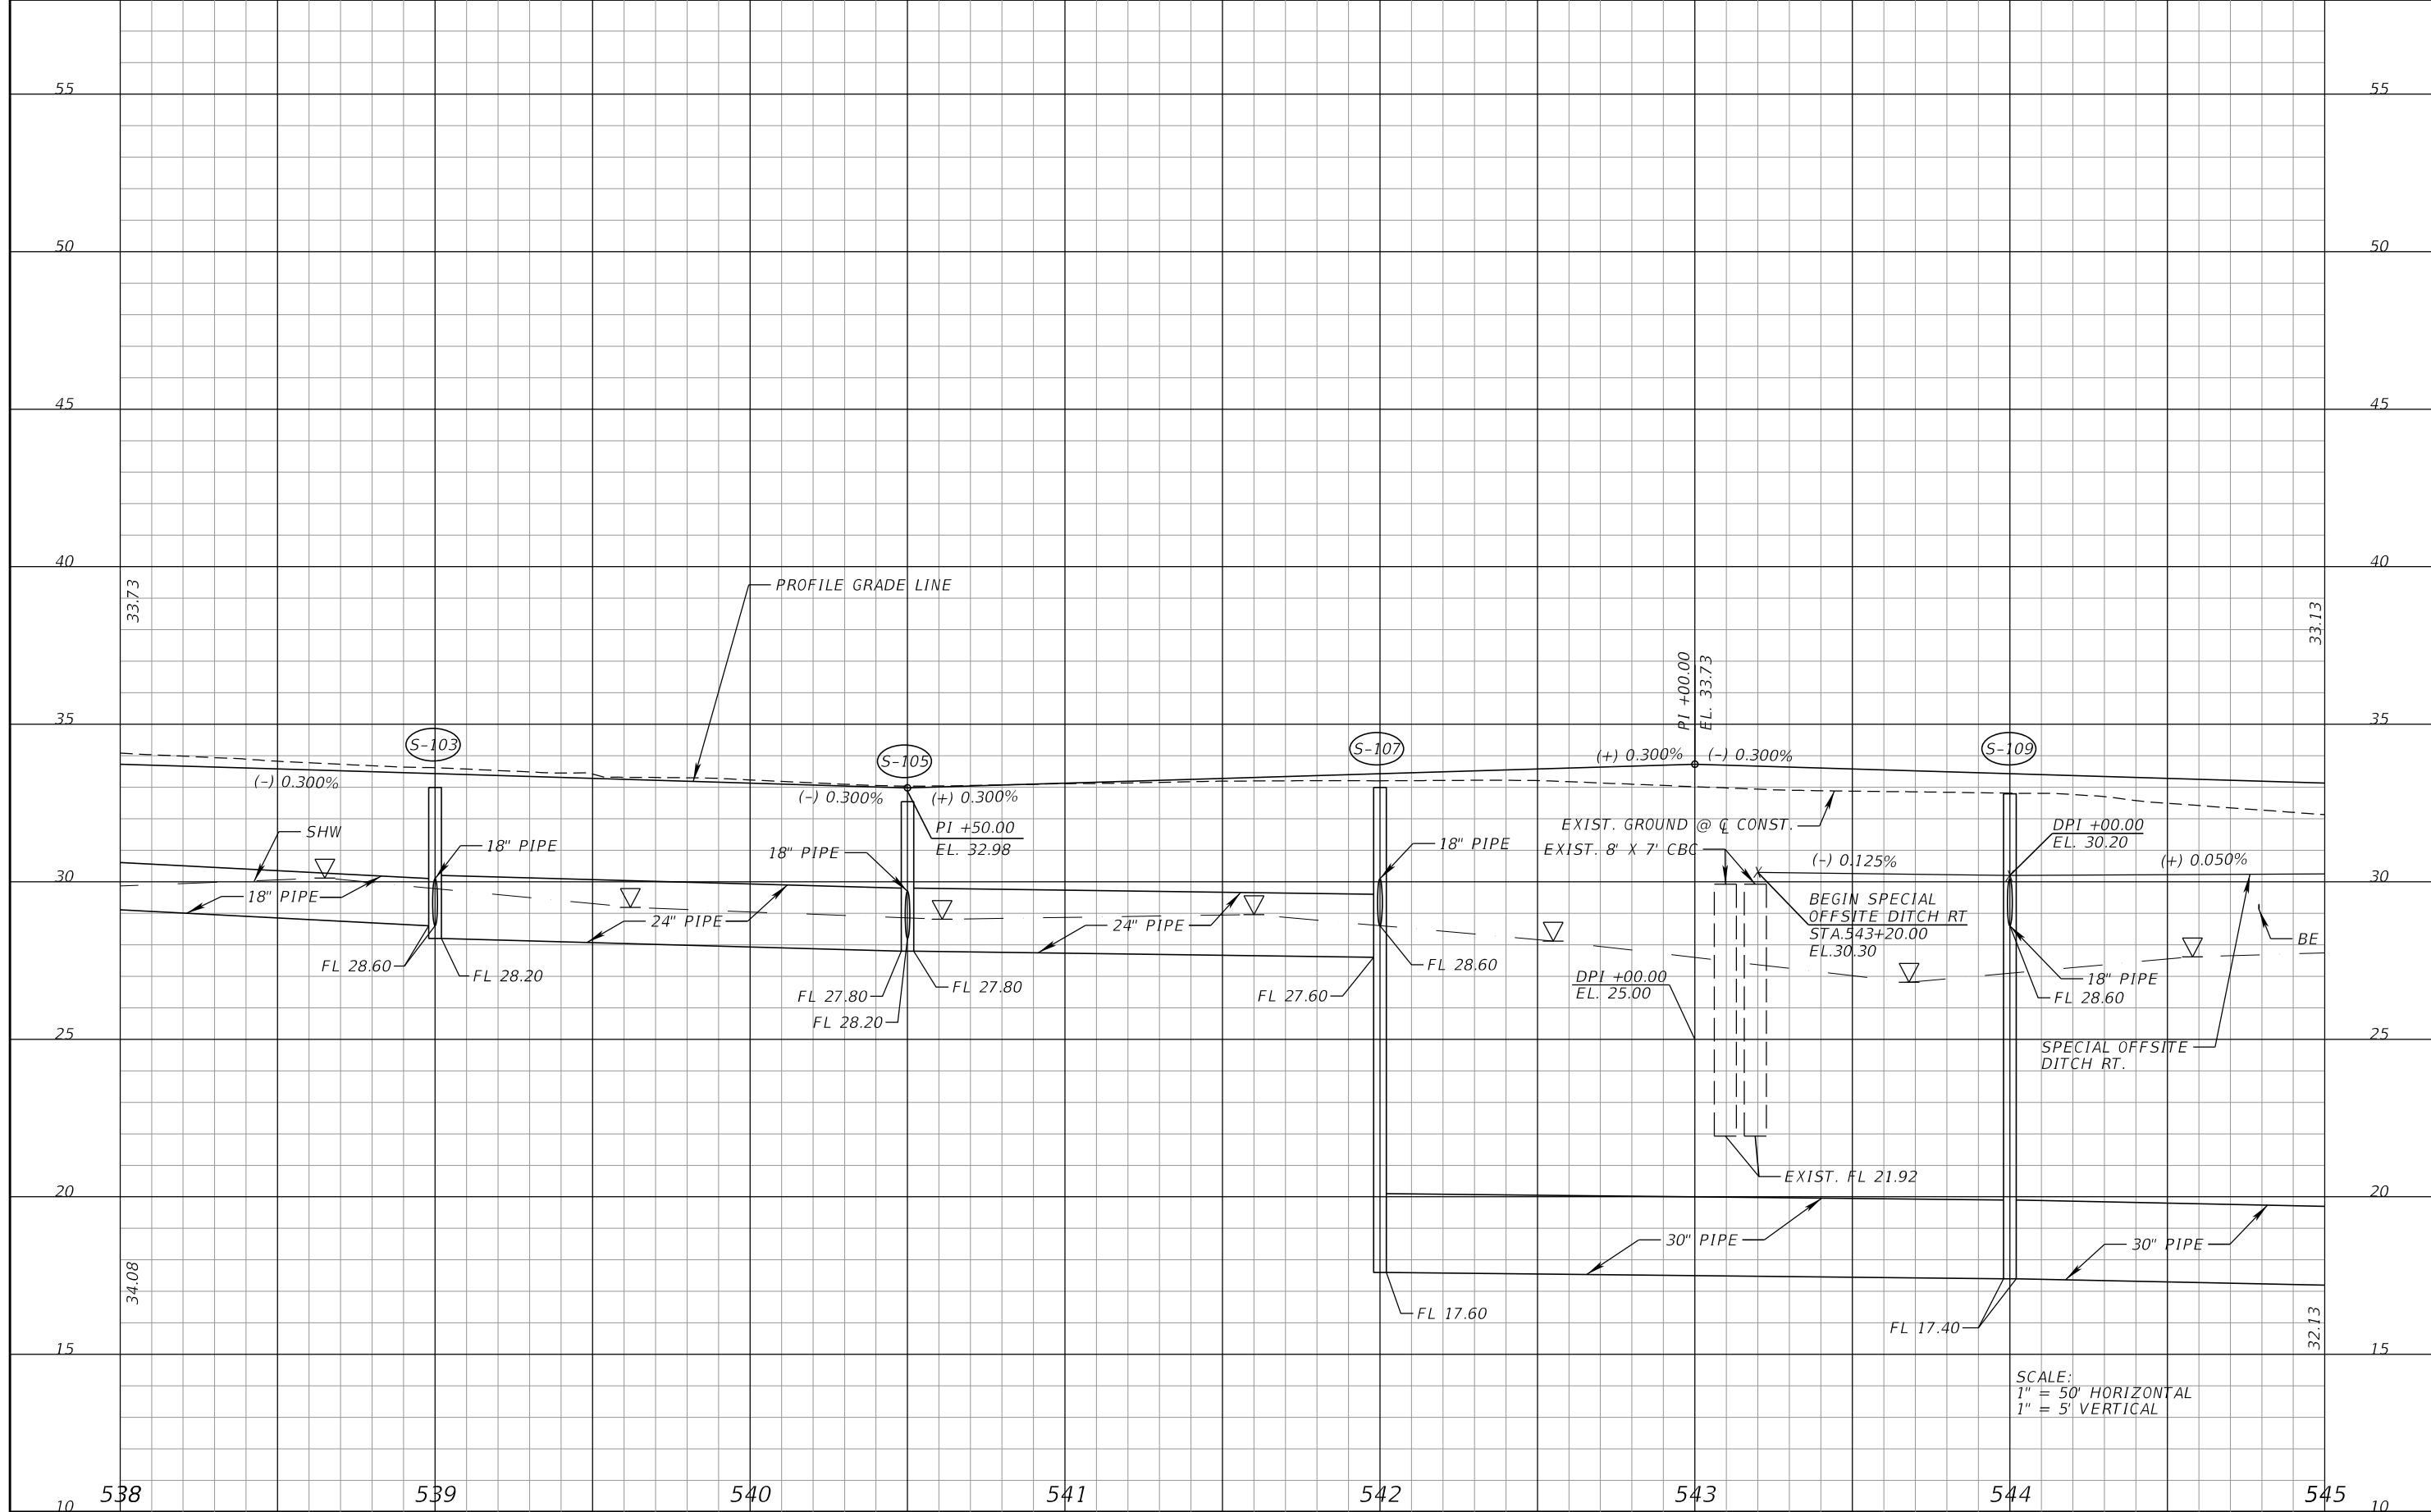 55
55
50
50
45
45
40
40
33.73
PROFILE GRADE LINE
33.13
PI +00.00
EL. 33.73
35
35
S-103
S-105
S-107
S-109
(-) 0.300%
(-) 0.300%
(+) 0.300%
(+) 0.300%
(-) 0.300%
SHW
18" PIPE
18" PIPE
PI +50.00
EL. 32.98
18" PIPE
EXIST. GROUND @ ℄ CONST.
EXIST. 8' X 7' CBC
(-) 0.125%
DPI +00.00
EL. 30.20
(+) 0.050%
30
30
18" PIPE
24" PIPE
24" PIPE
BEGIN SPECIAL
OFFSITE DITCH RT
STA.543+20.00
EL.30.30
BE
FL 28.60
FL 28.20
FL 27.80
FL 27.80
FL 28.20
FL 27.60
FL 28.60
DPI +00.00
EL. 25.00
18" PIPE
FL 28.60
25
25
SPECIAL OFFSITE
DITCH RT.
EXIST. FL 21.92
20
20
30" PIPE
30" PIPE
34.08
FL 17.60
FL 17.40
32.13
15
15
SCALE:
1" = 50' HORIZONTAL
1" = 5' VERTICAL
10
538
539
540
541
542
543
544
545
10